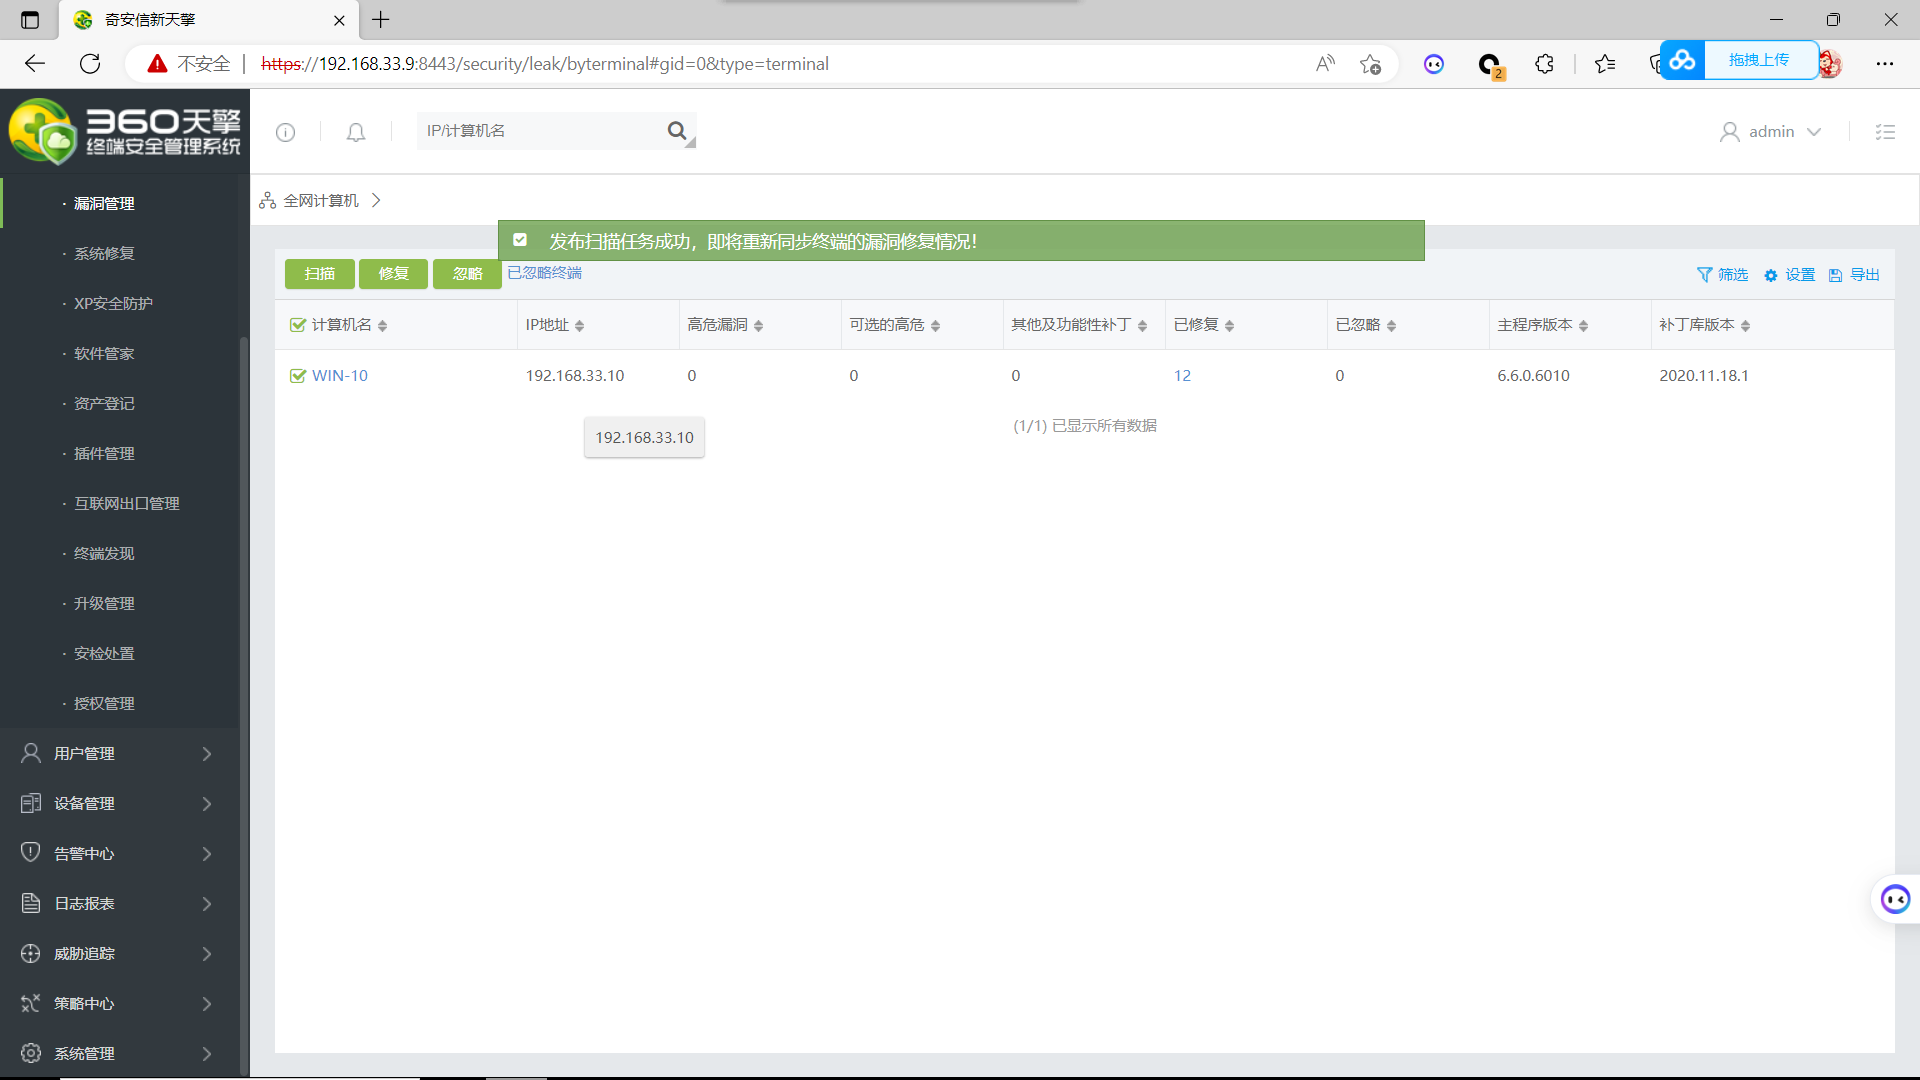 奇安信新天擎
不安全
https://192.168.33.9:8443/security/leak/byterminal#gid=0&type=terminal
2
拖拽上传
360天擎
终端安全管理系统
IP/计算机名
admin
全网计算机
发布扫描任务成功，即将重新同步终端的漏洞修复情况！
扫描
修复
忽略
已忽略终端
筛选
设置
导出
计算机名
IP地址
高危漏洞
可选的高危
其他及功能性补丁
已修复
已忽略
主程序版本
补丁库版本
WIN-10
192.168.33.10
0
0
0
12
0
6.6.0.6010
2020.11.18.1
(1/1) 已显示所有数据
192.168.33.10
· 漏洞管理
· 系统修复
· XP安全防护
· 软件管家
· 资产登记
· 插件管理
· 互联网出口管理
· 终端发现
· 升级管理
· 安检处置
· 授权管理
用户管理
设备管理
告警中心
日志报表
威胁追踪
策略中心
系统管理